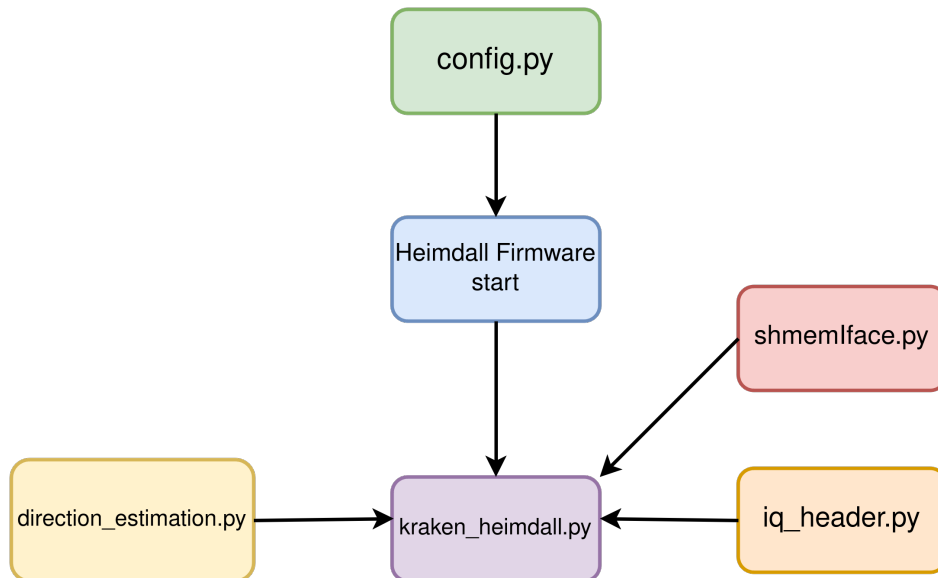 config.py
Heimdall Firmware
start
shmemIface.py
direction_estimation.py
kraken_heimdall.py
iq_header.py